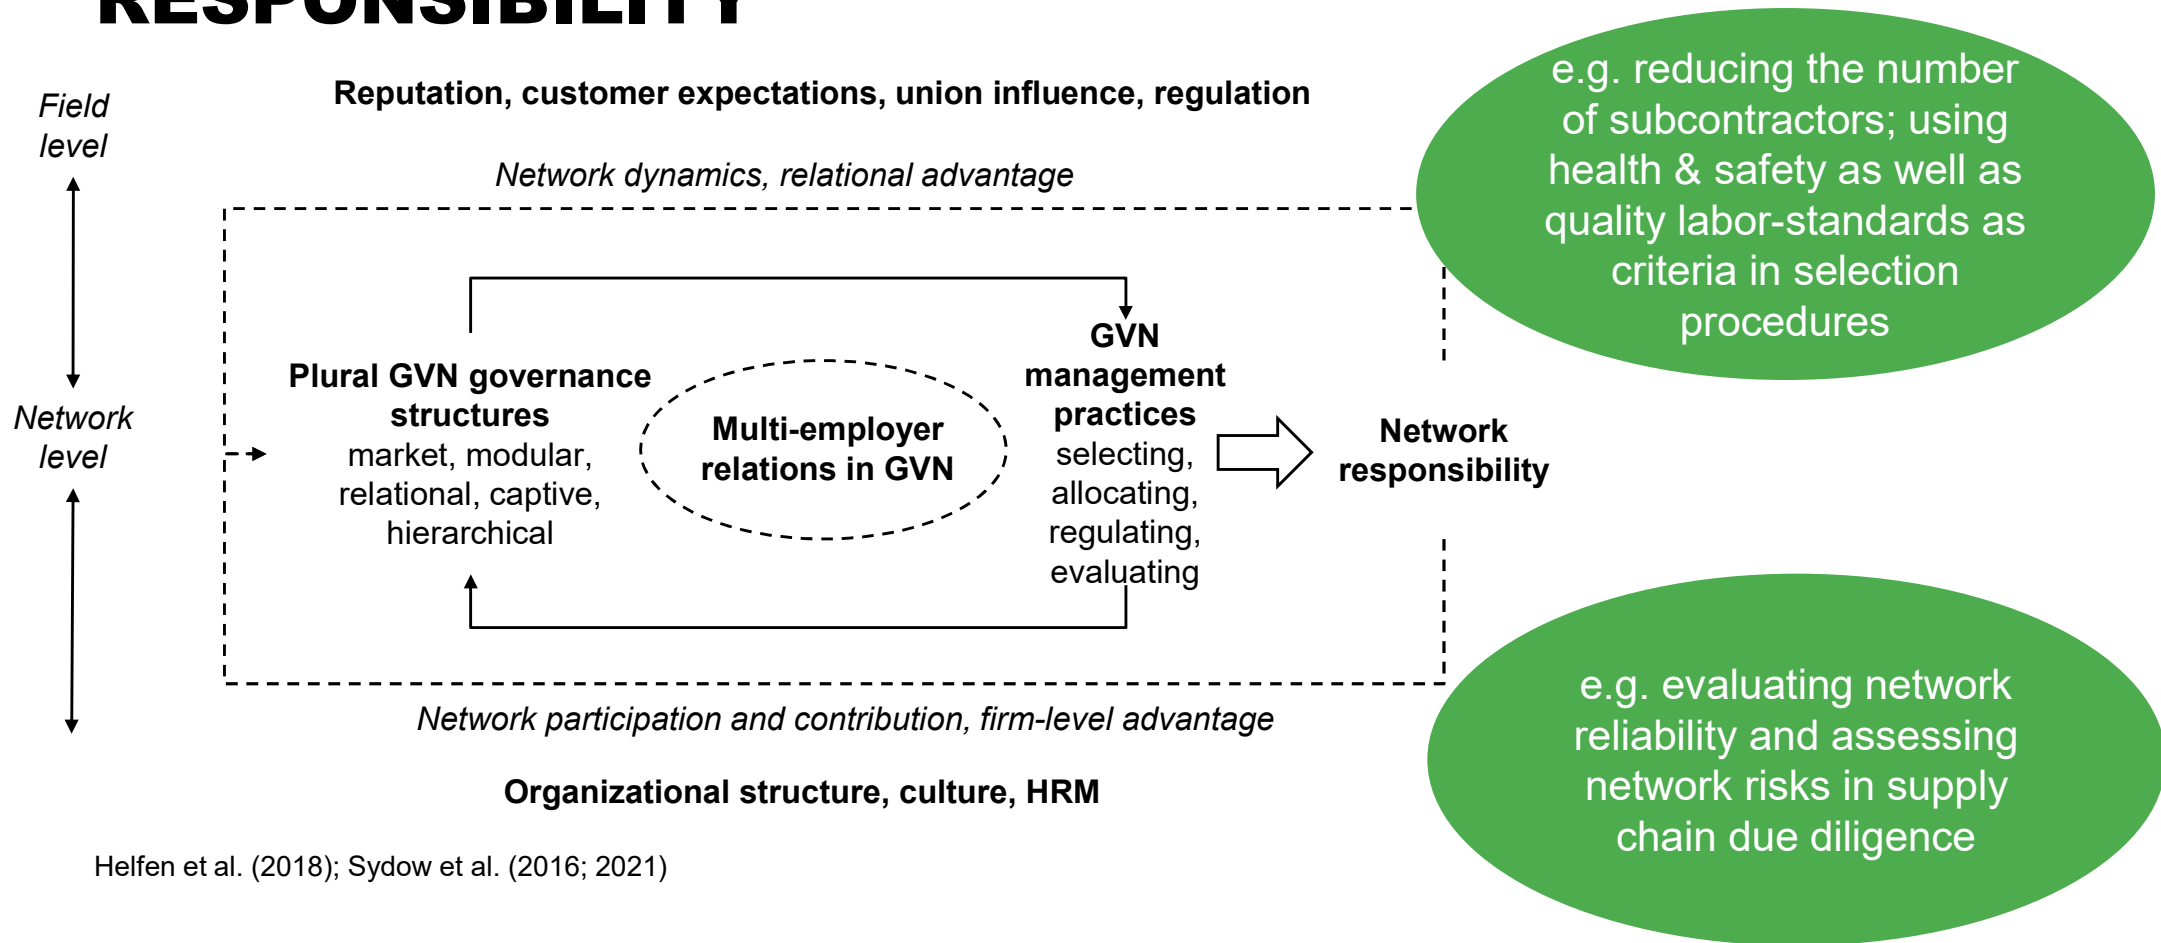 RESPONSIBILITY
Field
level
Reputation, customer expectations, union influence, regulation
Network dynamics, relational advantage
e.g. reducing the number
of subcontractors; using
health & safety as well as
quality labor-standards as
criteria in selection
procedures
Network
level
Plural GVN governance
structures
market, modular,
relational, captive,
hierarchical
Multi-employer
relations in GVN
GVN
management
practices
selecting,
allocating,
regulating,
evaluating
Network
responsibility
Network participation and contribution, firm-level advantage
Organizational structure, culture, HRM
e.g. evaluating network
reliability and assessing
network risks in supply
chain due diligence
Helfen et al. (2018); Sydow et al. (2016; 2021)